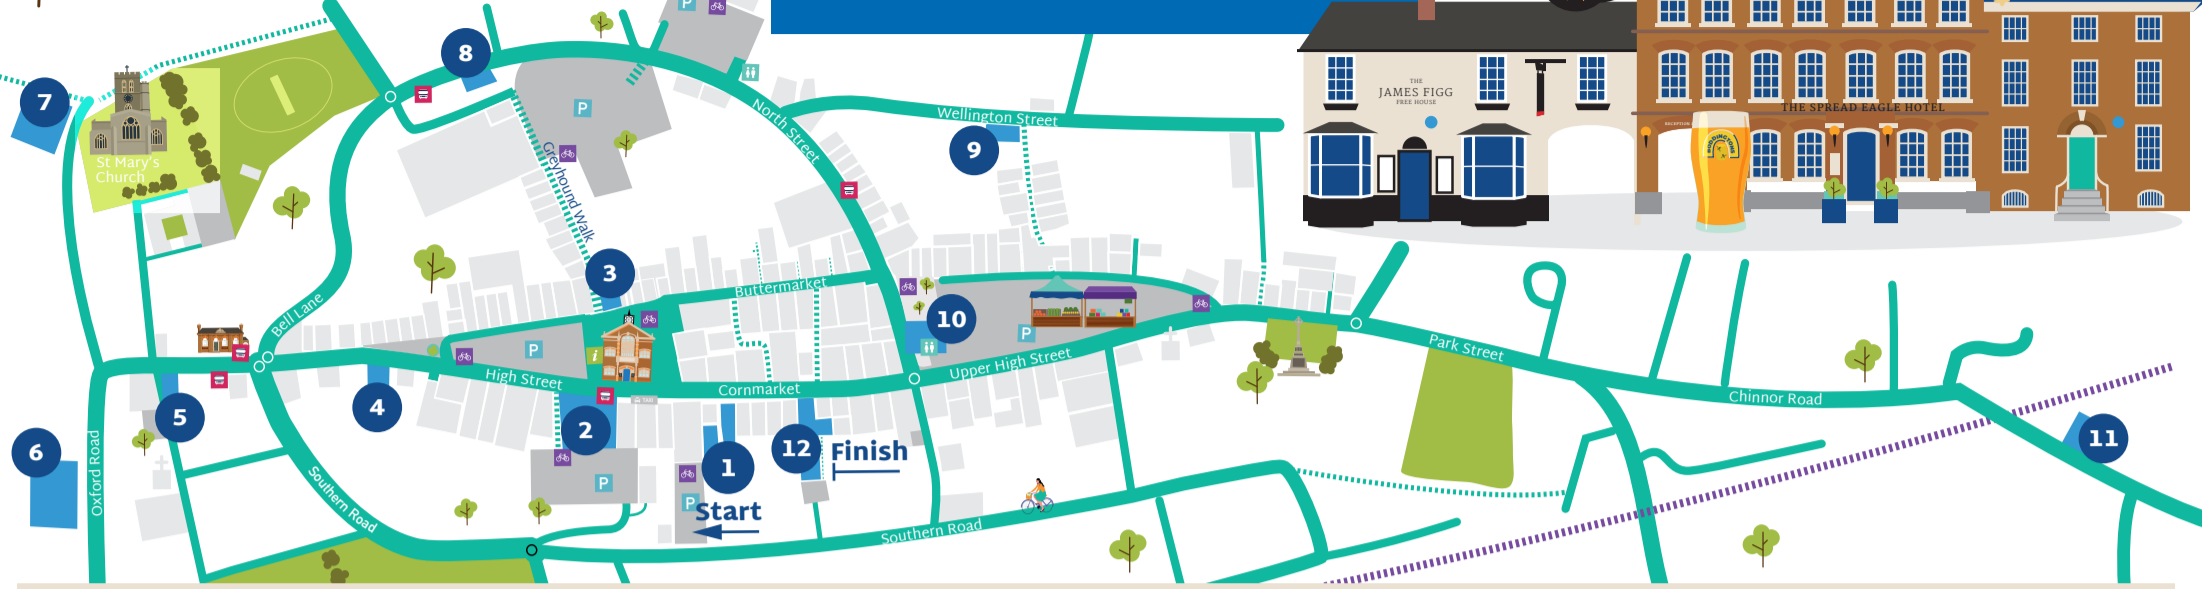 8
7
St Mary's
Church
Greyhound Walk
P
P
North Street
Wellington Street
9
THE
JAMES FIGG
FREE HOUSE
THE SPREAD EAGLE HOTEL
BODDINGTONS
Bell Lane
3
Buttermarket
10
P
P
i
High Street
Cornmarket
Upper High Street
Park Street
Chinnor Road
TAXI
4
5
6
2
1
12
Finish
11
P
P
Start
Oxford Road
Southern Road
Southern Road